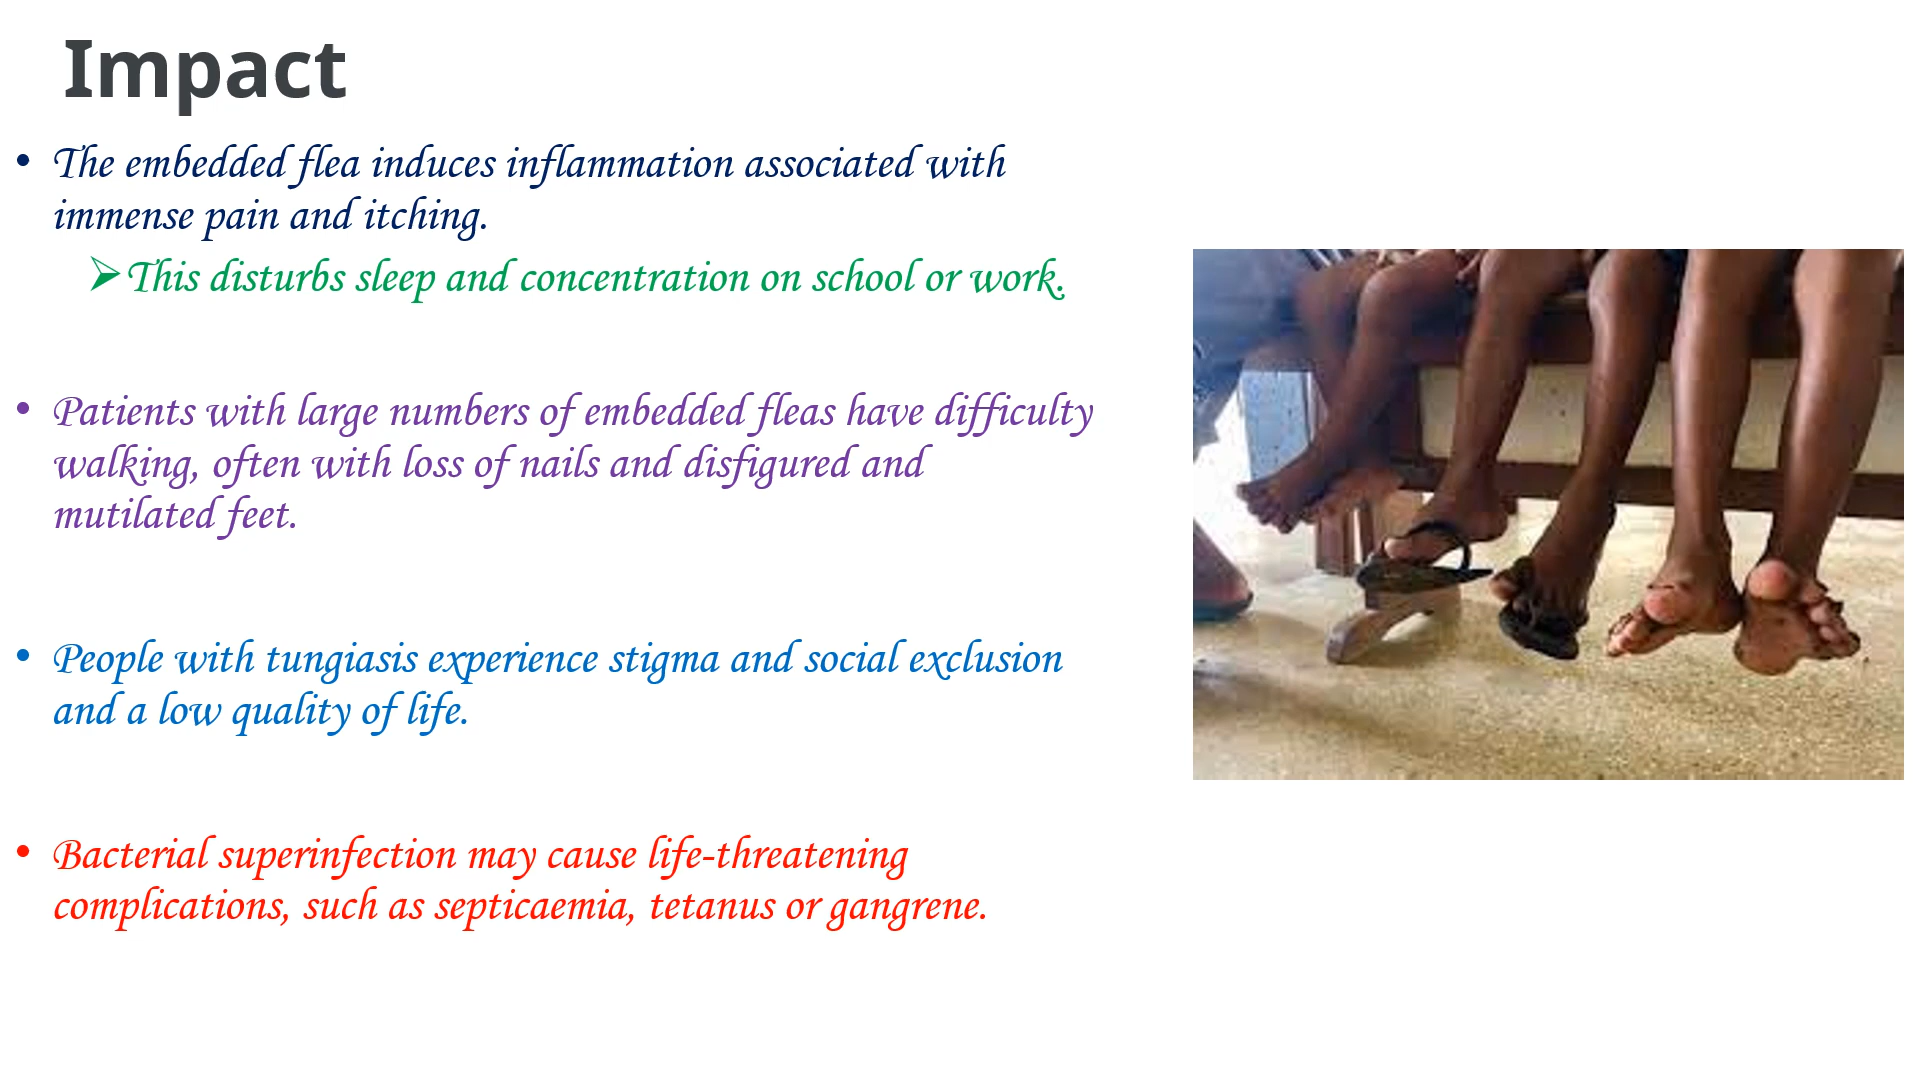 Impact
• The embedded flea induces inflammation associated with
immense pain and itching.
➢This disturbs sleep and concentration on school or work.
• Patients with large numbers of embedded fleas have difficulty
walking, often with loss of nails and disfigured and
mutilated feet.
• People with tungiasis experience stigma and social exclusion
and a low quality of life.
• Bacterial superinfection may cause life-threatening
complications, such as septicaemia, tetanus or gangrene.